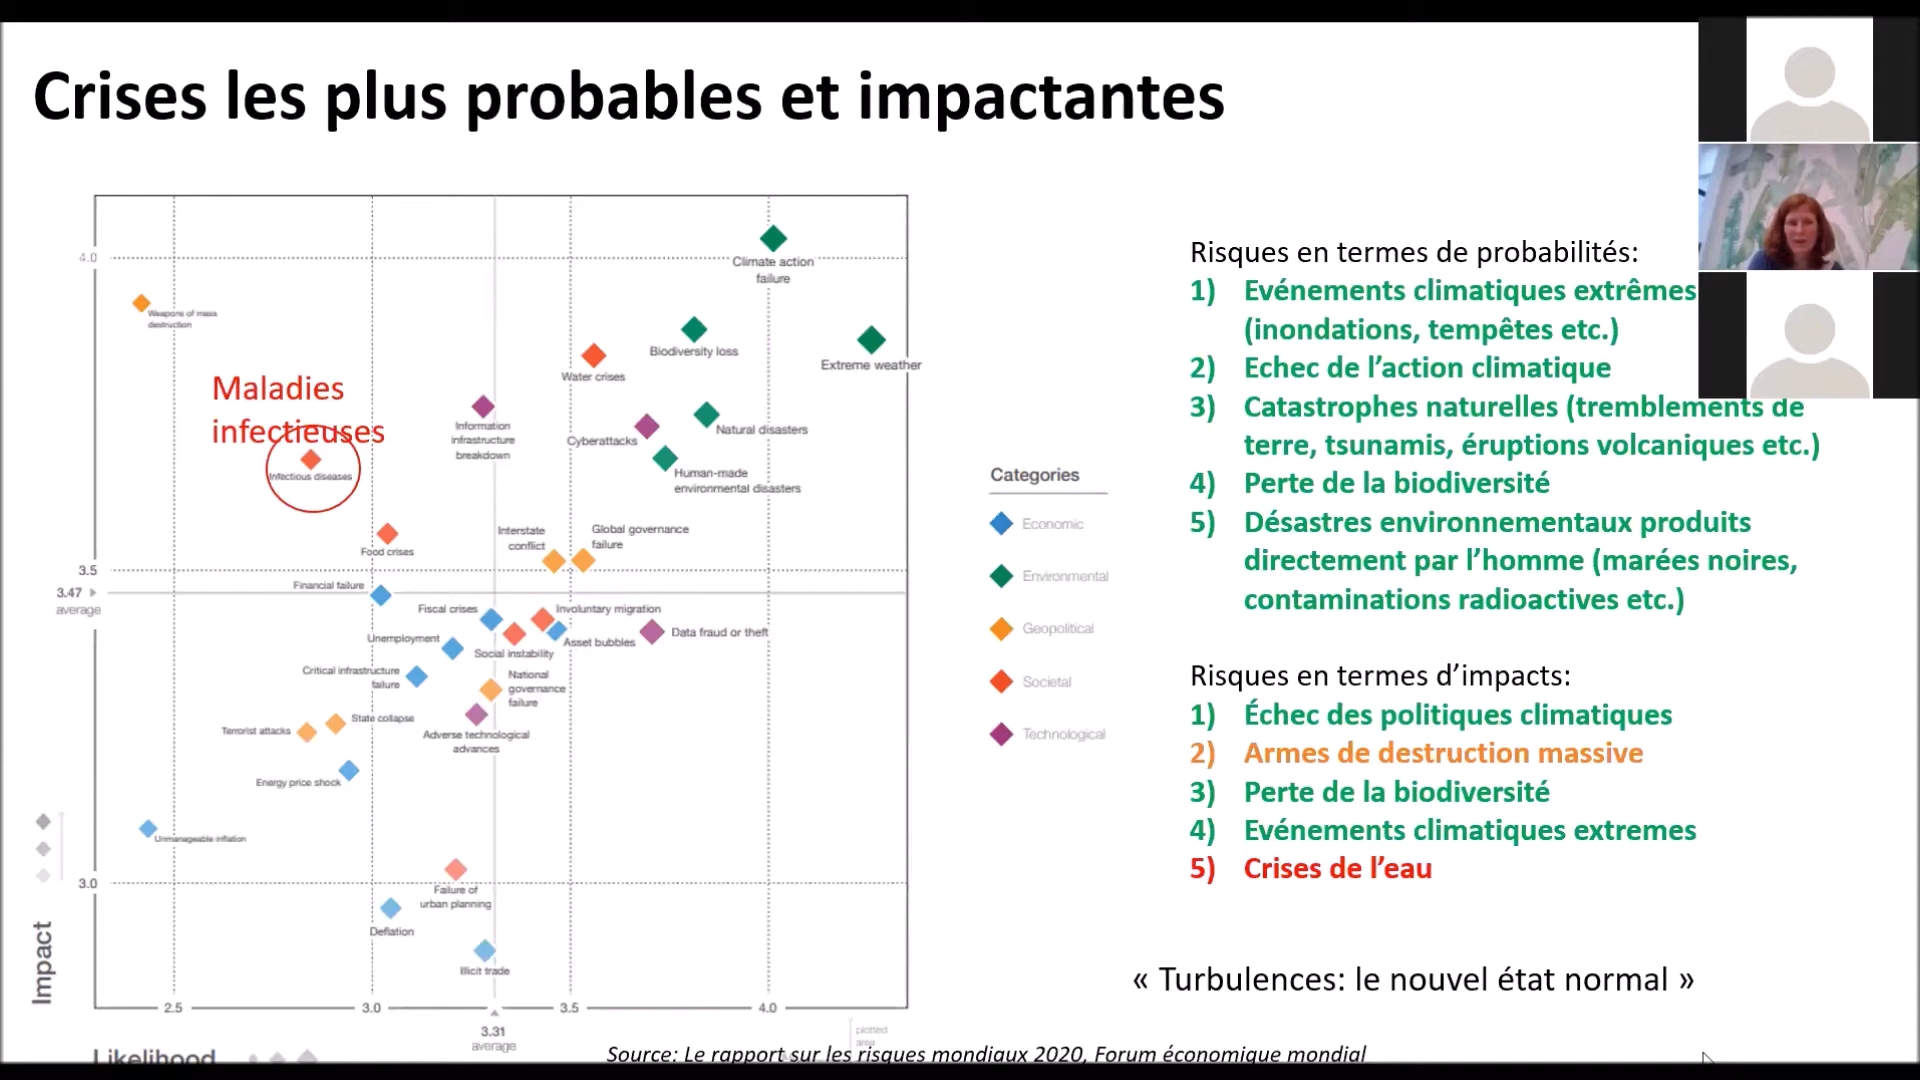 Crises les plus probables et impactantes
4.0
Climate action
failure
Weapons of mass
destruction
Biodiversity loss
Extreme weather
Water crises
Maladies
infectieuses
Infectious diseases
Information
infrastructure
breakdown
Cyberattacks
Natural disasters
Human-made
environmental disasters
Interstate
conflict
Global governance
failure
Food crises
3.5
Financial failure
3.47
average
Fiscal crises
Involuntary migration
Unemployment
Asset bubbles
Data fraud or theft
Social instability
Critical infrastructure
failure
National
governance
failure
State collapse
Terrorist attacks
Adverse technological
advances
Energy price shock
Unmanageable inflation
3.0
Failure of
urban planning
Deflation
Illicit trade
Impact
2.5
3.0
3.5
4.0
3.31
average
plotted
area
Likelihood
Categories
Economic
Environmental
Geopolitical
Societal
Technological
Risques en termes de probabilités:
1) Evénements climatiques extrêmes
(inondations, tempêtes etc.)
2) Echec de l’action climatique
3) Catastrophes naturelles (tremblements de
terre, tsunamis, éruptions volcaniques etc.)
4) Perte de la biodiversité
5) Désastres environnementaux produits
directement par l’homme (marées noires,
contaminations radioactives etc.)
Risques en termes d’impacts:
1) Échec des politiques climatiques
2) Armes de destruction massive
3) Perte de la biodiversité
4) Evénements climatiques extremes
5) Crises de l’eau
« Turbulences: le nouvel état normal »
Source: Le rapport sur les risques mondiaux 2020, Forum économique mondial